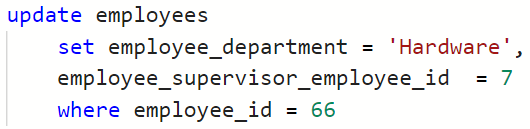 update employees
set employee_department = 'Hardware',
employee_supervisor_employee_id  = 7
where employee_id = 66